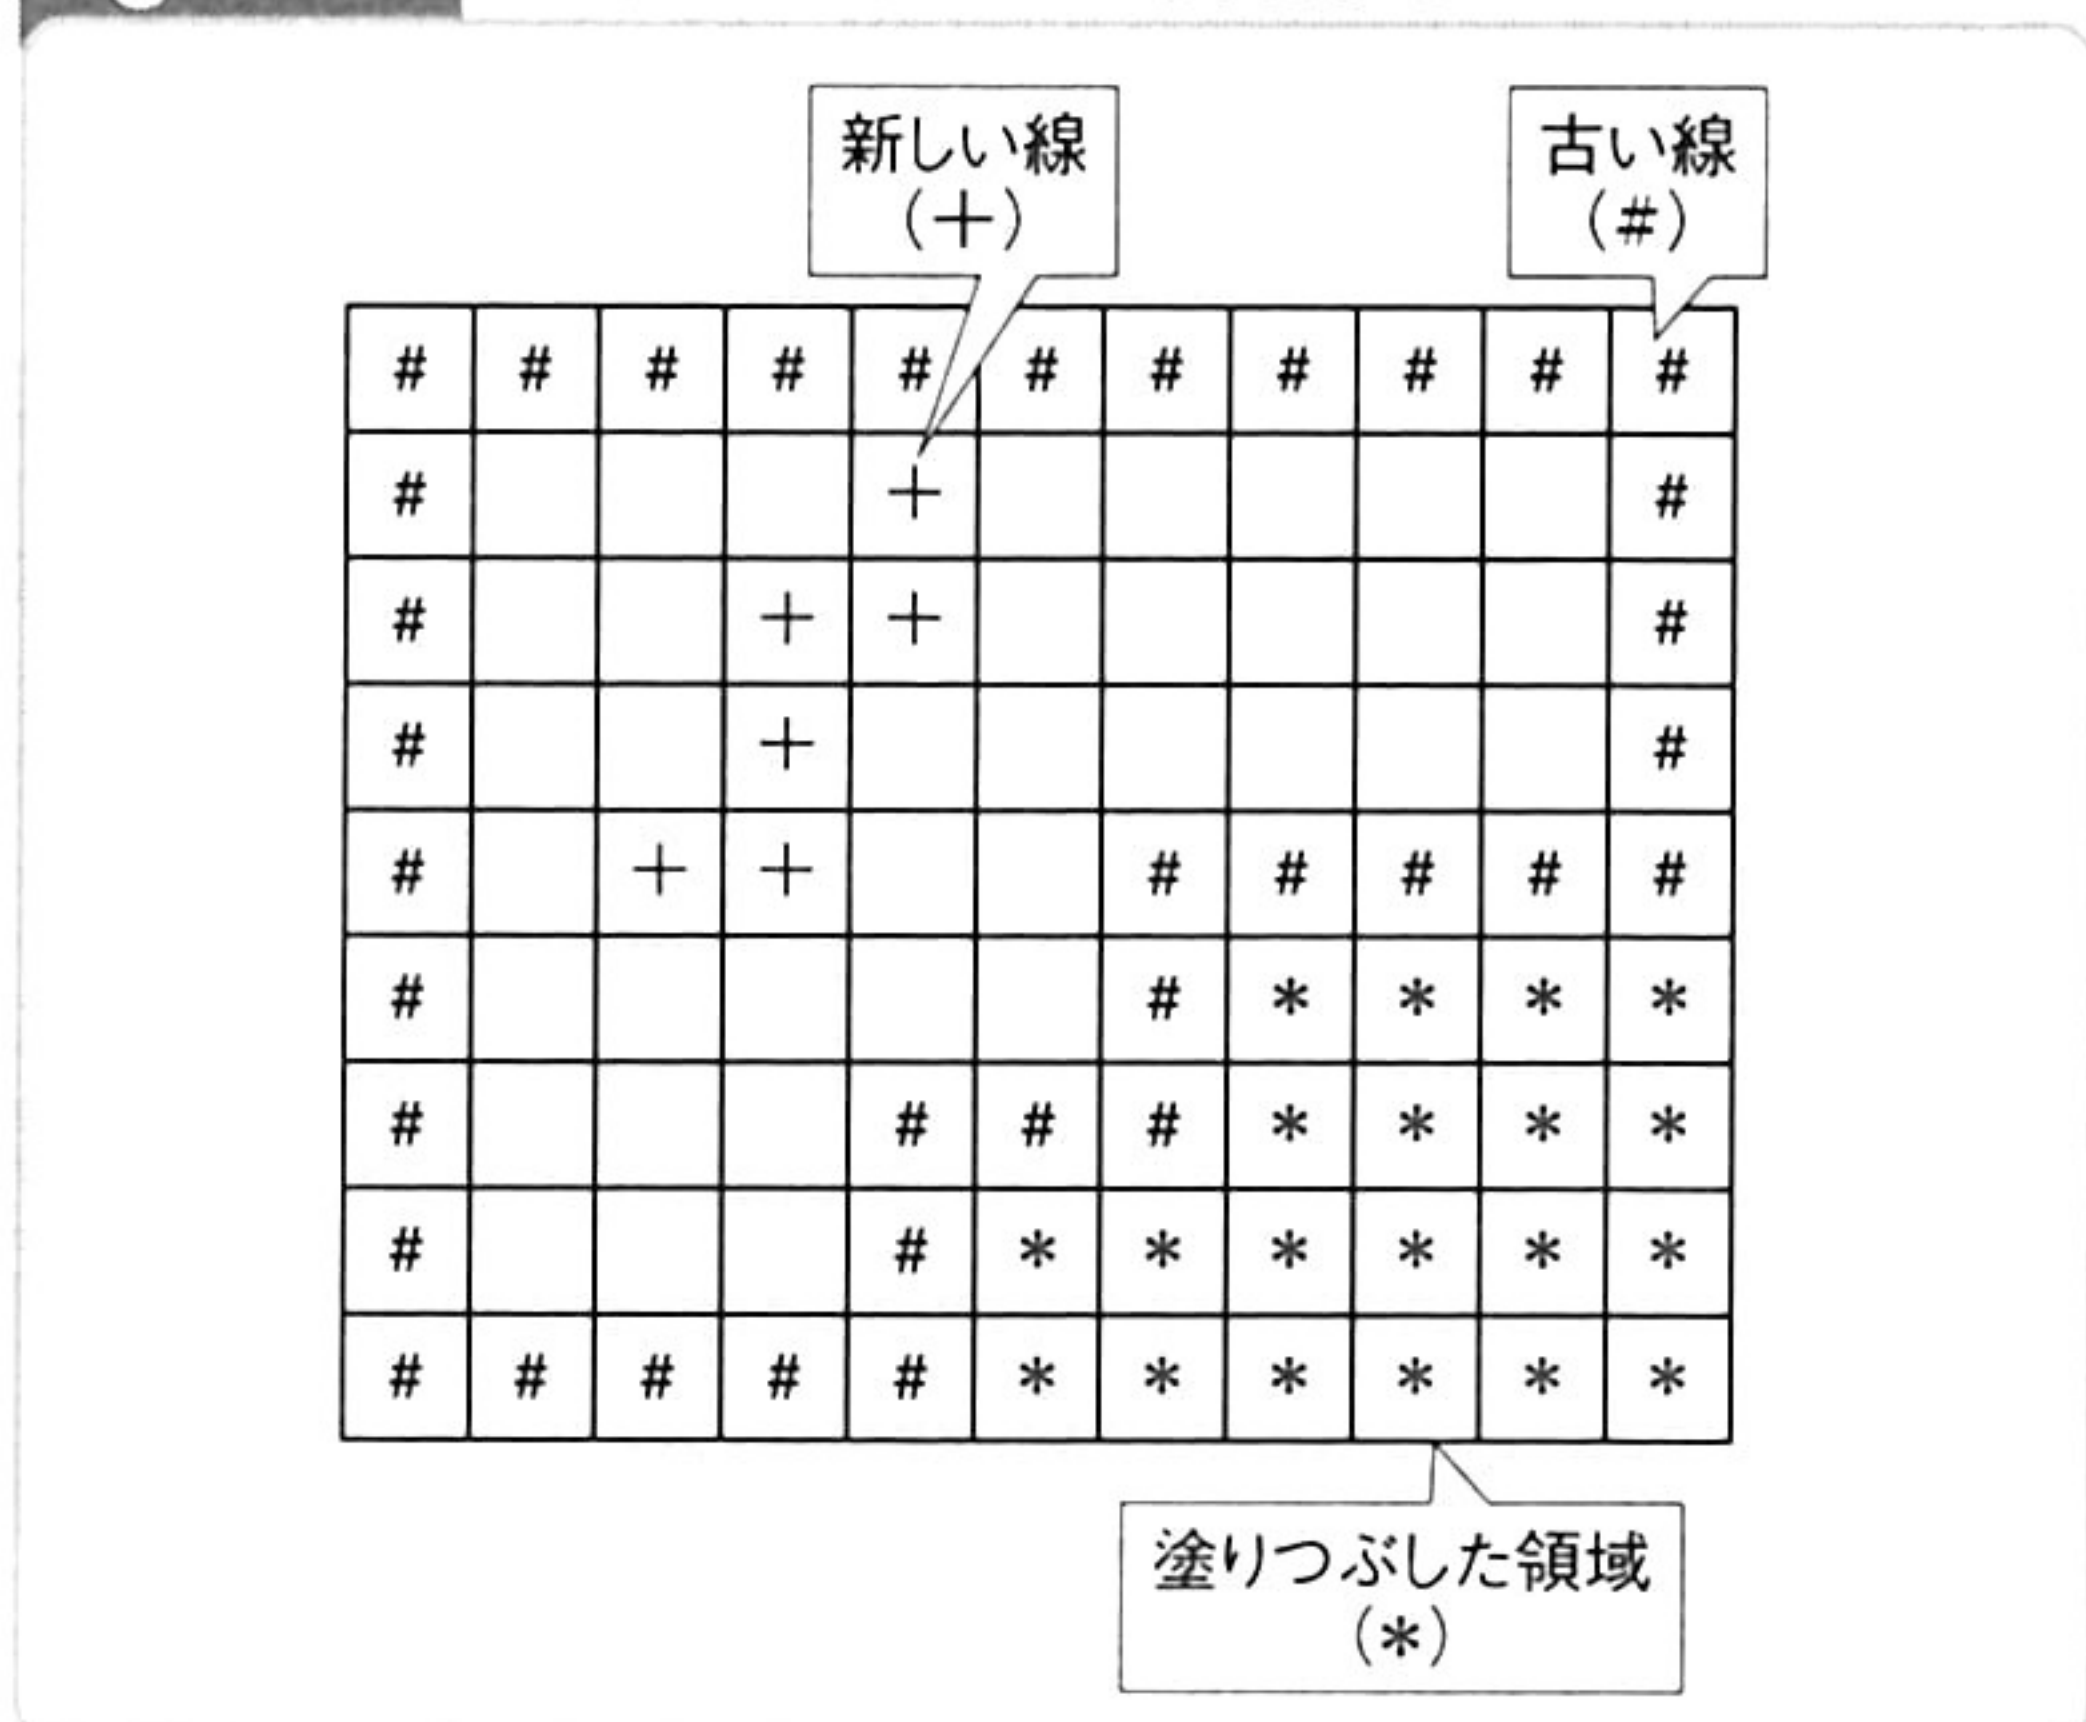 新しい線
（＋）
古い線
（#）
# # # # # # # # # # #
# + #
# + + #
# + #
# + + # # # # #
# # * * * *
# # # # * * * *
# # * * * * * *
# # # # # * * * * * *
塗りつぶした領域
（*）